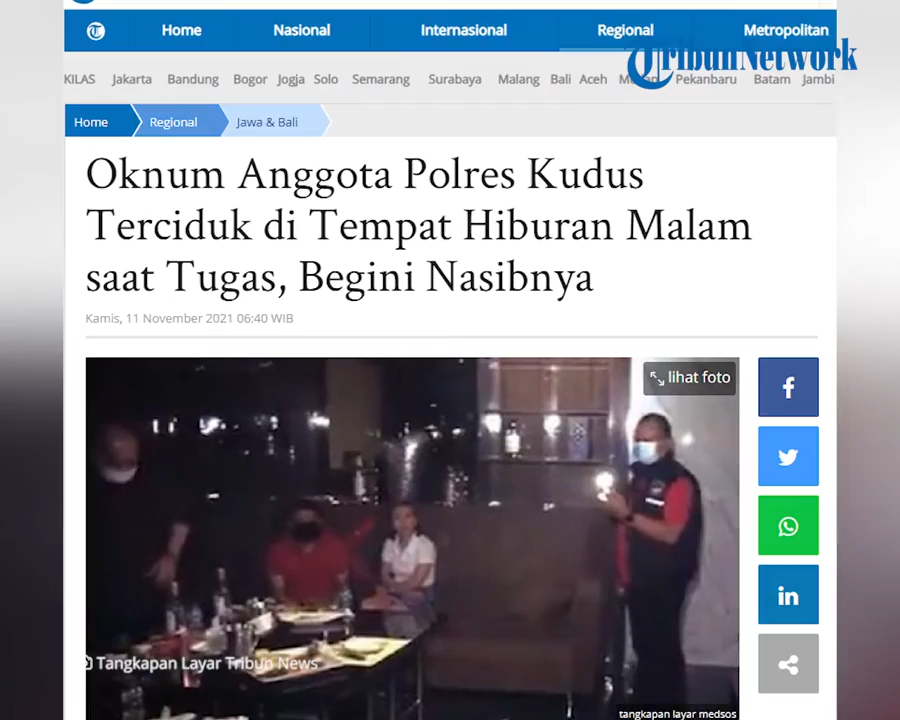 Home Nasional Internasional Regional Metropolitan
TribunNetwork
KILAS Jakarta Bandung Bogor Jogja Solo Semarang Surabaya Malang Bali Aceh Pekanbaru Batam Jambi
Home Regional Jawa & Bali
Oknum Anggota Polres Kudus
Terciduk di Tempat Hiburan Malam
saat Tugas, Begini Nasibnya
Kamis, 11 November 2021 06:40 WIB
lihat foto
Tangkapan Layar Tribun News
tangkapan layar medsos